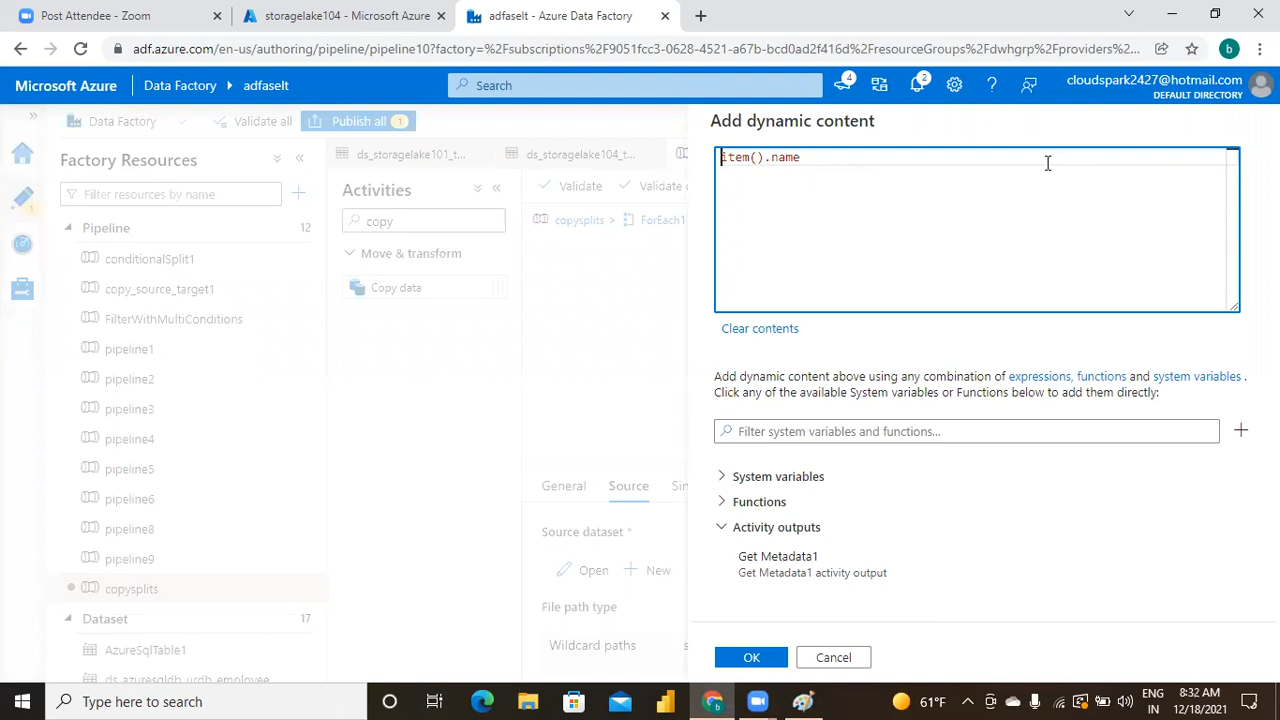 Post Attendee - Zoom
storagelake104 - Microsoft Azure
adfaselt - Azure Data Factory
adf.azure.com/en-us/authoring/pipeline/pipeline10?factory=%2Fsubscriptions%2F9051fcc3-0628-4521-a67b-bcd0ad2f416d%2FresourceGroups%2Fdwhgrp%2Fproviders%2...
b
Microsoft Azure
Data Factory
adfaselt
Search
4
2
cloudspark2427@hotmail.com
DEFAULT DIRECTORY
Data Factory
Validate all
Publish all 1
Add dynamic content
Factory Resources
ds_storagelake101_t...
ds_storagelake104_t...
item().name
Activities
Validate
Validate c
Filter resources by name
copy
copysplits > ForEach1
Pipeline 12
Move & transform
conditionalSplit1
Copy data
copy_source_target1
FilterWithMultiConditions
Clear contents
pipeline1
pipeline2
Add dynamic content above using any combination of expressions, functions and system variables .
Click any of the available System variables or Functions below to add them directly:
pipeline3
pipeline4
Filter system variables and functions...
pipeline5
System variables
General
Source
Sin
pipeline6
Functions
pipeline8
Source dataset *
Activity outputs
pipeline9
Open
New
Get Metadata1
Get Metadata1 activity output
copysplits
File path type
Dataset 17
Wildcard paths
s
AzureSqlTable1
OK
Cancel
ds_azuresqldb_urdb_employee
Type here to search
61°F
ENG
IN
8:32 AM
12/18/2021